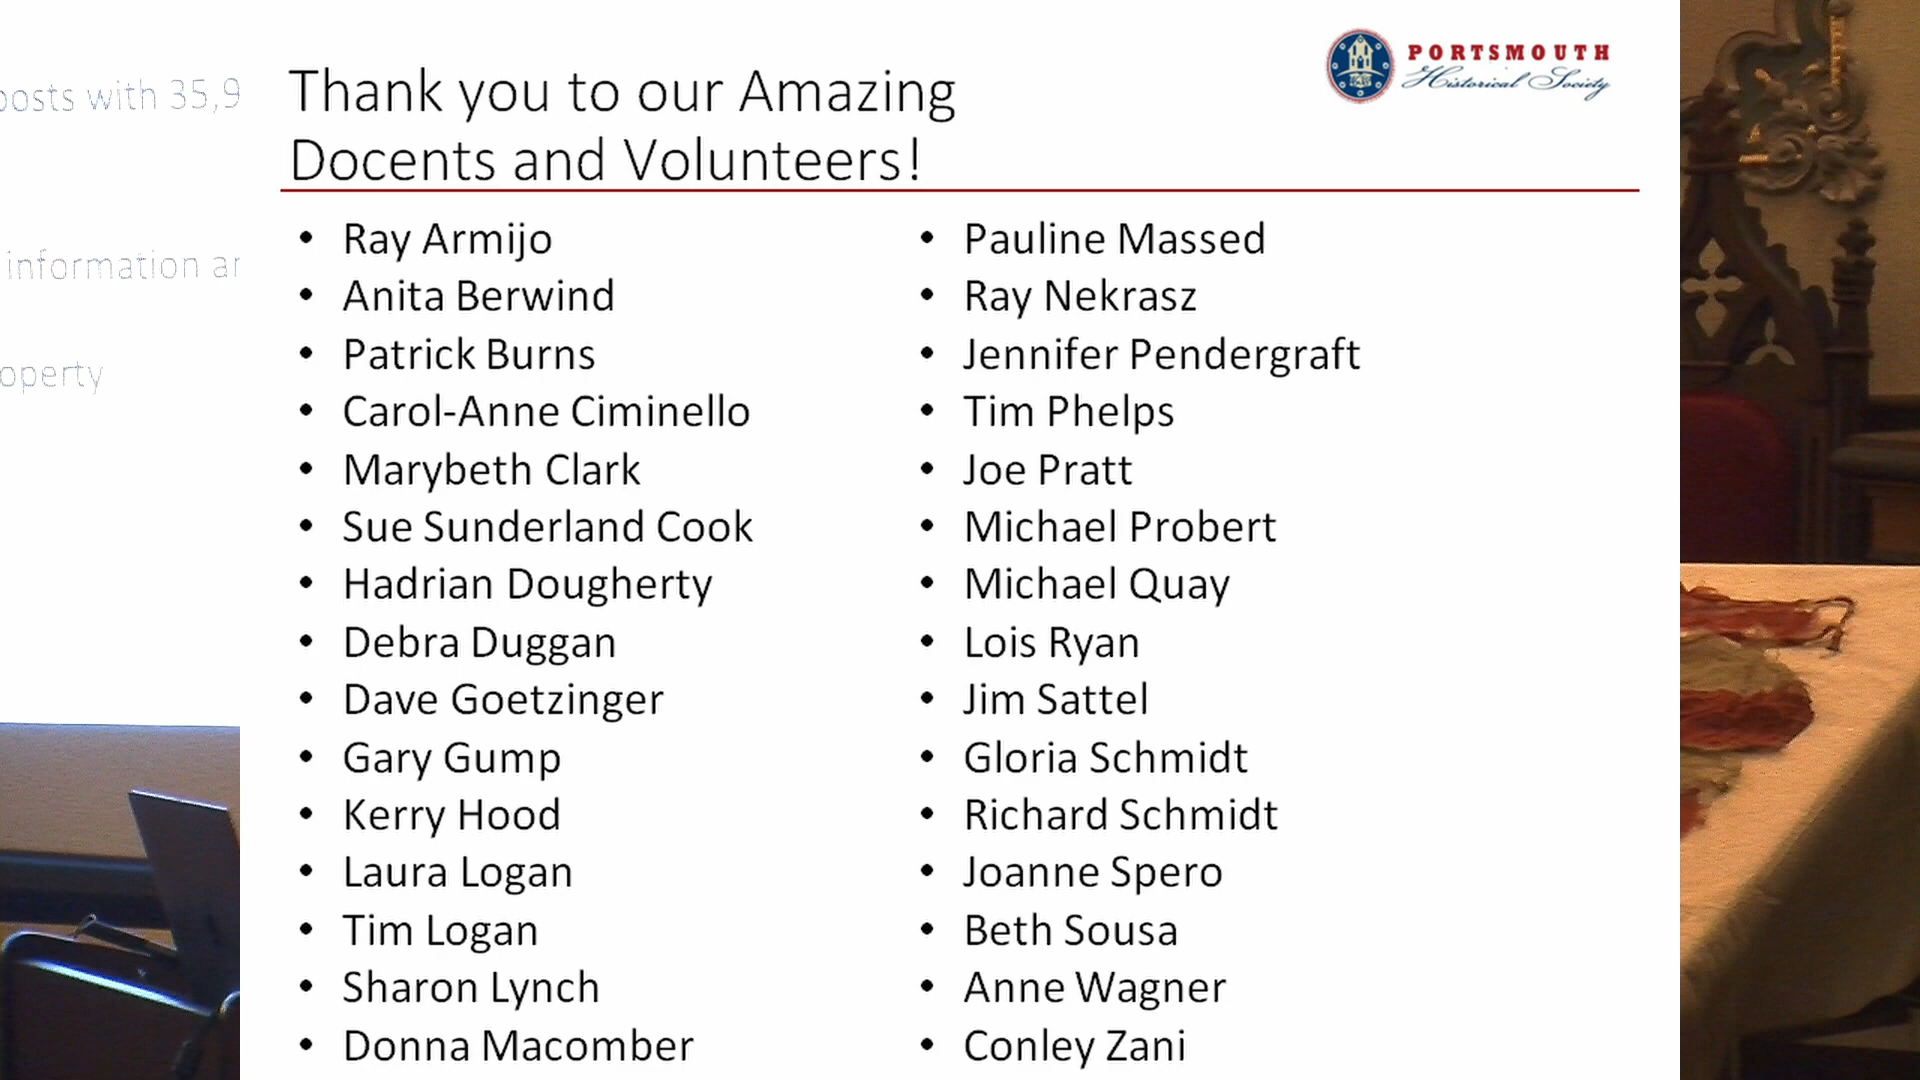 posts with 35,9
information ar
operty
PORTSMOUTH
Historical Society
Thank you to our Amazing
Docents and Volunteers!
• Ray Armijo
• Anita Berwind
• Patrick Burns
• Carol-Anne Ciminello
• Marybeth Clark
• Sue Sunderland Cook
• Hadrian Dougherty
• Debra Duggan
• Dave Goetzinger
• Gary Gump
• Kerry Hood
• Laura Logan
• Tim Logan
• Sharon Lynch
• Donna Macomber
• Pauline Massed
• Ray Nekrasz
• Jennifer Pendergraft
• Tim Phelps
• Joe Pratt
• Michael Probert
• Michael Quay
• Lois Ryan
• Jim Sattel
• Gloria Schmidt
• Richard Schmidt
• Joanne Spero
• Beth Sousa
• Anne Wagner
• Conley Zani